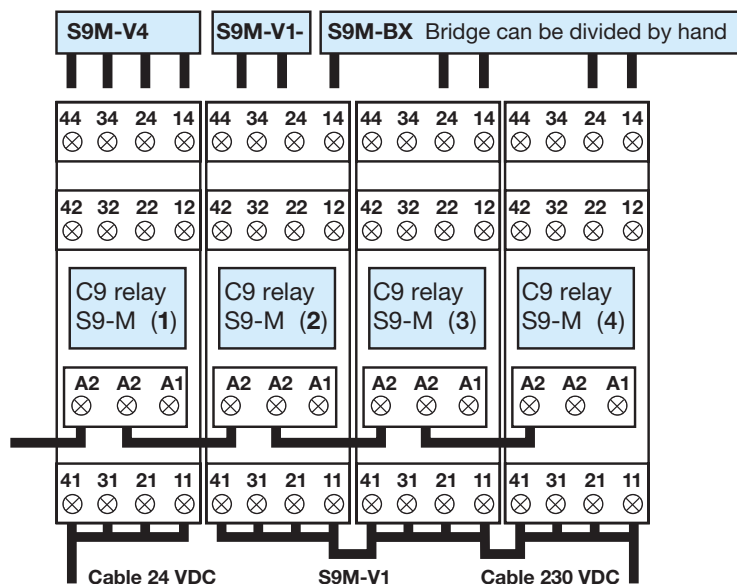 S9M-V4 S9M-V1- S9M-BX Bridge can be divided by hand
44 34 24 14 44 34 24 14 44 34 24 14 44 34 24 14
42 32 22 12 42 32 22 12 42 32 22 12 42 32 22 12
C9 relay C9 relay C9 relay C9 relay
S9-M (1) S9-M (2) S9-M (3) S9-M (4)
A2 A2 A1 A2 A2 A1 A2 A2 A1 A2 A2 A1
41 31 21 11 41 31 21 11 41 31 21 11 41 31 21 11
Cable 24 VDC S9M-V1 Cable 230 VDC